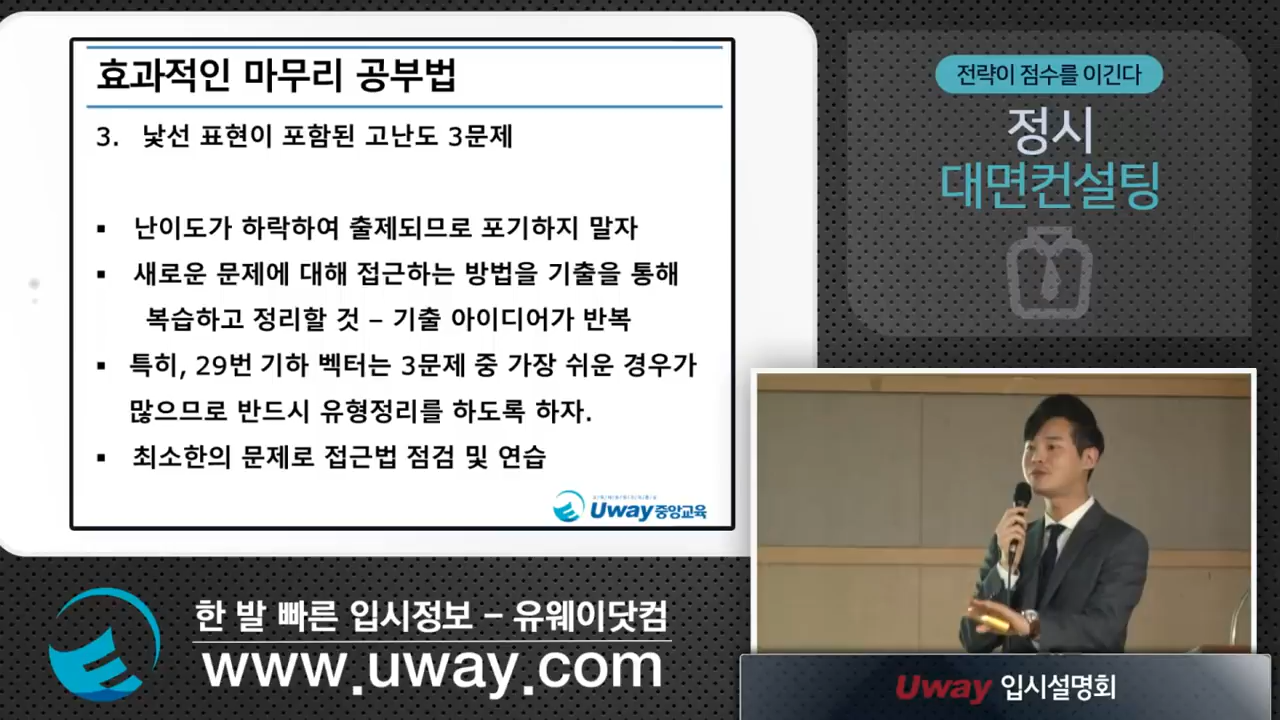 효과적인 마무리 공부법
3. 낯선 표현이 포함된 고난도 3문제
▪ 난이도가 하락하여 출제되므로 포기하지 말자
▪ 새로운 문제에 대해 접근하는 방법을 기출을 통해
복습하고 정리할 것 – 기출 아이디어가 반복
▪ 특히, 29번 기하 벡터는 3문제 중 가장 쉬운 경우가
많으므로 반드시 유형정리를 하도록 하자.
▪ 최소한의 문제로 접근법 점검 및 연습
Uway중앙교육
전략이 점수를 이긴다
정시
대면컨설팅
한 발 빠른 입시정보 – 유웨이닷컴
www.uway.com
Uway 입시설명회